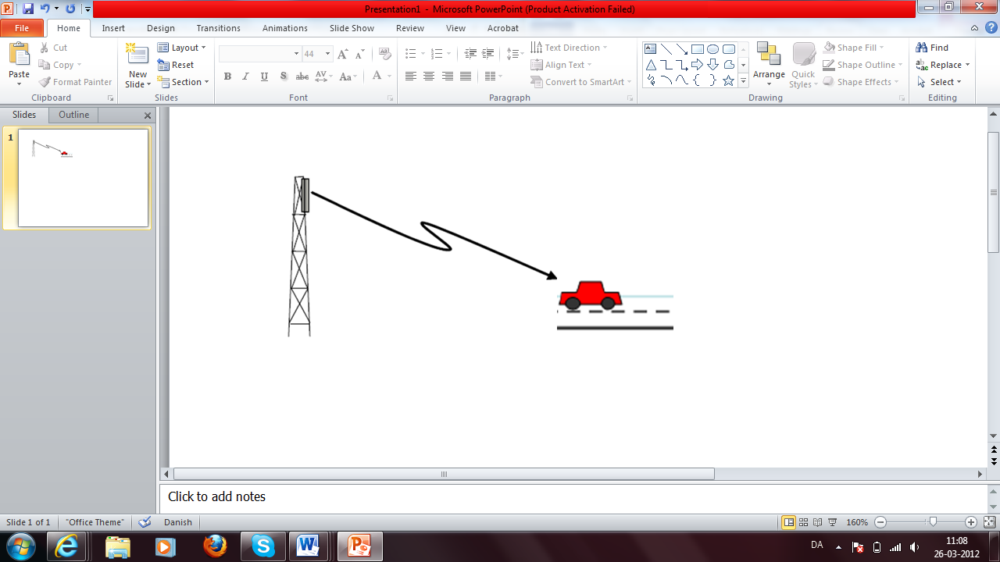 Presentation1 - Microsoft PowerPoint (Product Activation Failed)
File Home Insert Design Transitions Animations Slide Show Review View Acrobat
Paste
Cut
Copy
Format Painter
Clipboard
New Slide
Layout
Reset
Section
Slides
44
B I U S abc AV Aa A
Font
Text Direction
Align Text
Convert to SmartArt
Paragraph
Arrange
Quick Styles
Shape Fill
Shape Outline
Shape Effects
Drawing
Find
Replace
Select
Editing
Slides Outline
1
Click to add notes
Slide 1 of 1 "Office Theme" Danish 160%
DA 11:08
26-03-2012